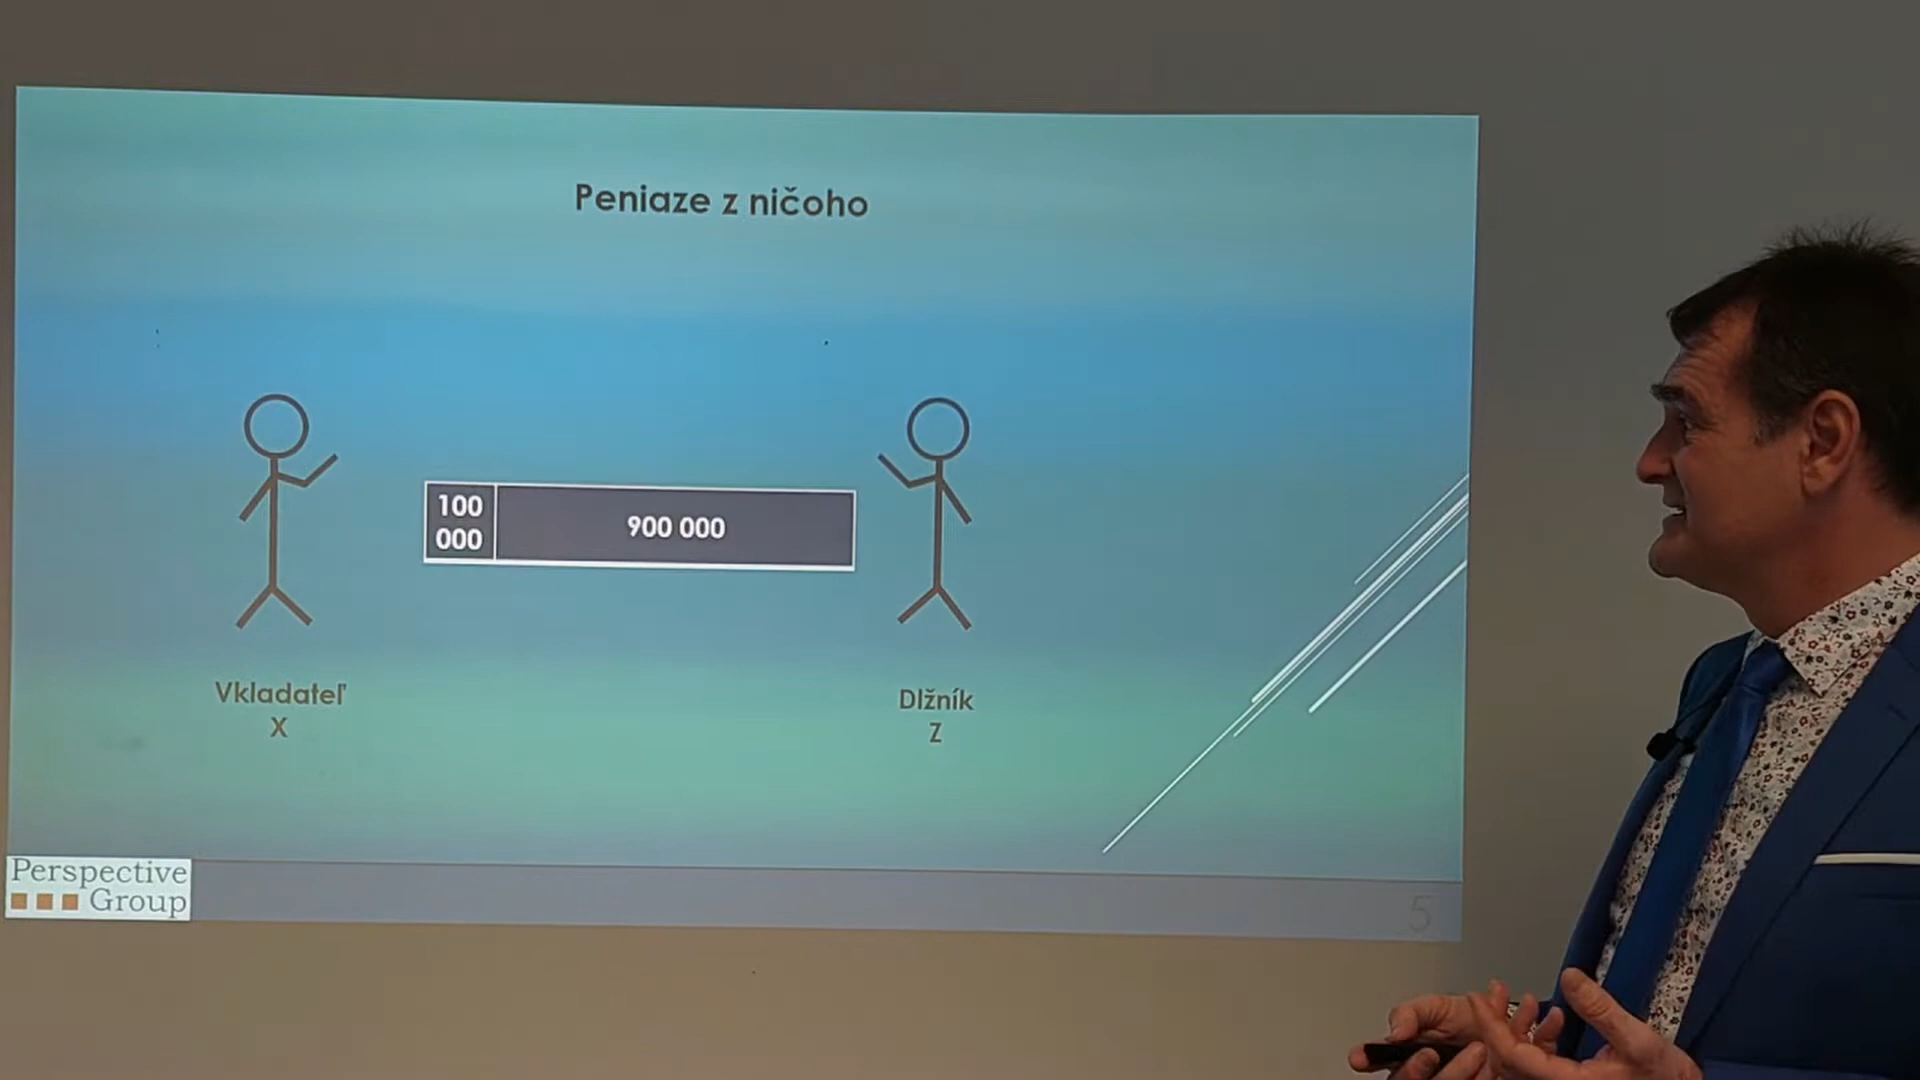 Peniaze z ničoho
100
000
900 000
Vkladateľ
X
Dlžník
Z
Perspective
Group
5